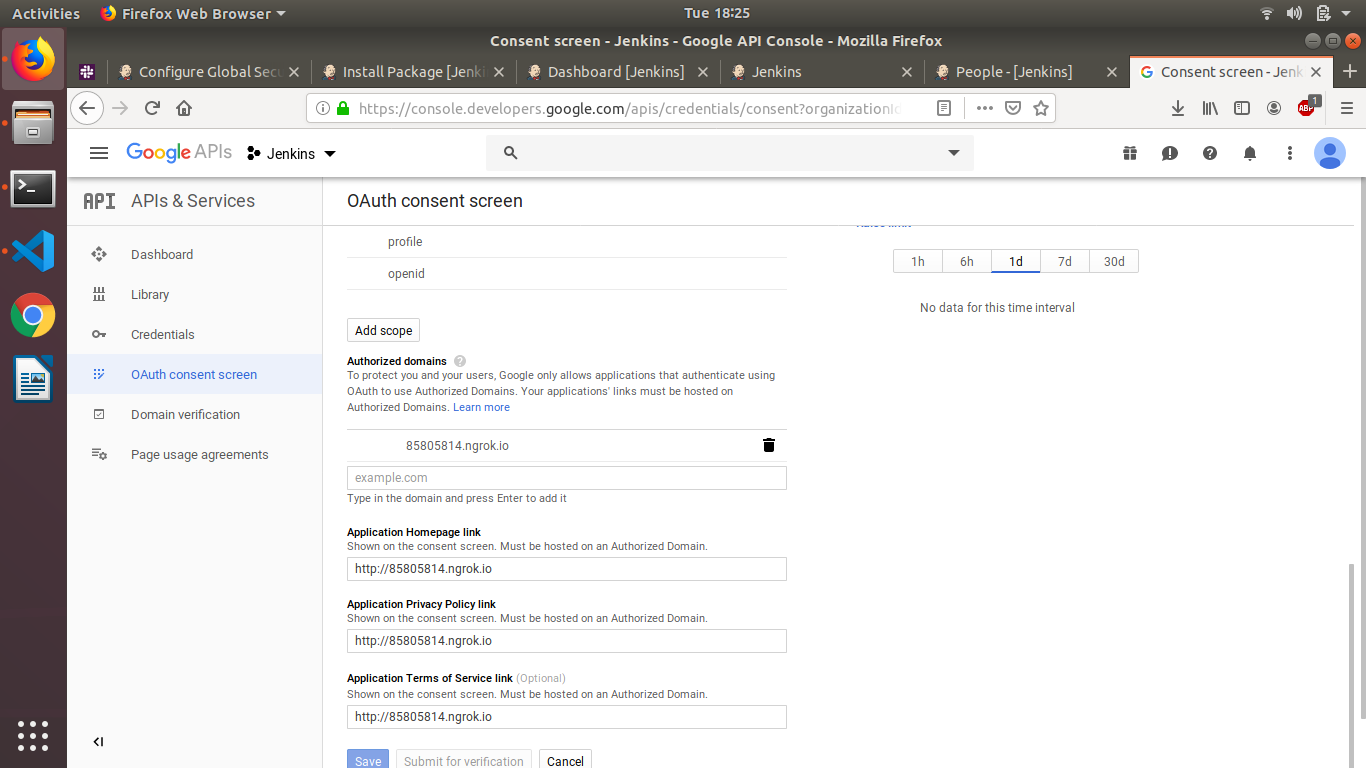 Activities
Firefox Web Browser
Tue 18:25
Consent screen - Jenkins - Google API Console - Mozilla Firefox
Configure Global Secu
Install Package [Jenki
Dashboard [Jenkins]
Jenkins
People - [Jenkins]
Consent screen - Jenk
https://console.developers.google.com/apis/credentials/consent?organizationId
ABP
1
Google APIs
Jenkins
API
APIs & Services
OAuth consent screen
Dashboard
Library
Credentials
OAuth consent screen
Domain verification
Page usage agreements
profile
openid
Add scope
Authorized domains
To protect you and your users, Google only allows applications that authenticate using
OAuth to use Authorized Domains. Your applications' links must be hosted on
Authorized Domains. Learn more
85805814.ngrok.io
example.com
Type in the domain and press Enter to add it
Application Homepage link
Shown on the consent screen. Must be hosted on an Authorized Domain.
http://85805814.ngrok.io
Application Privacy Policy link
Shown on the consent screen. Must be hosted on an Authorized Domain.
http://85805814.ngrok.io
Application Terms of Service link (Optional)
Shown on the consent screen. Must be hosted on an Authorized Domain.
http://85805814.ngrok.io
Save
Submit for verification
Cancel
1h
6h
1d
7d
30d
No data for this time interval